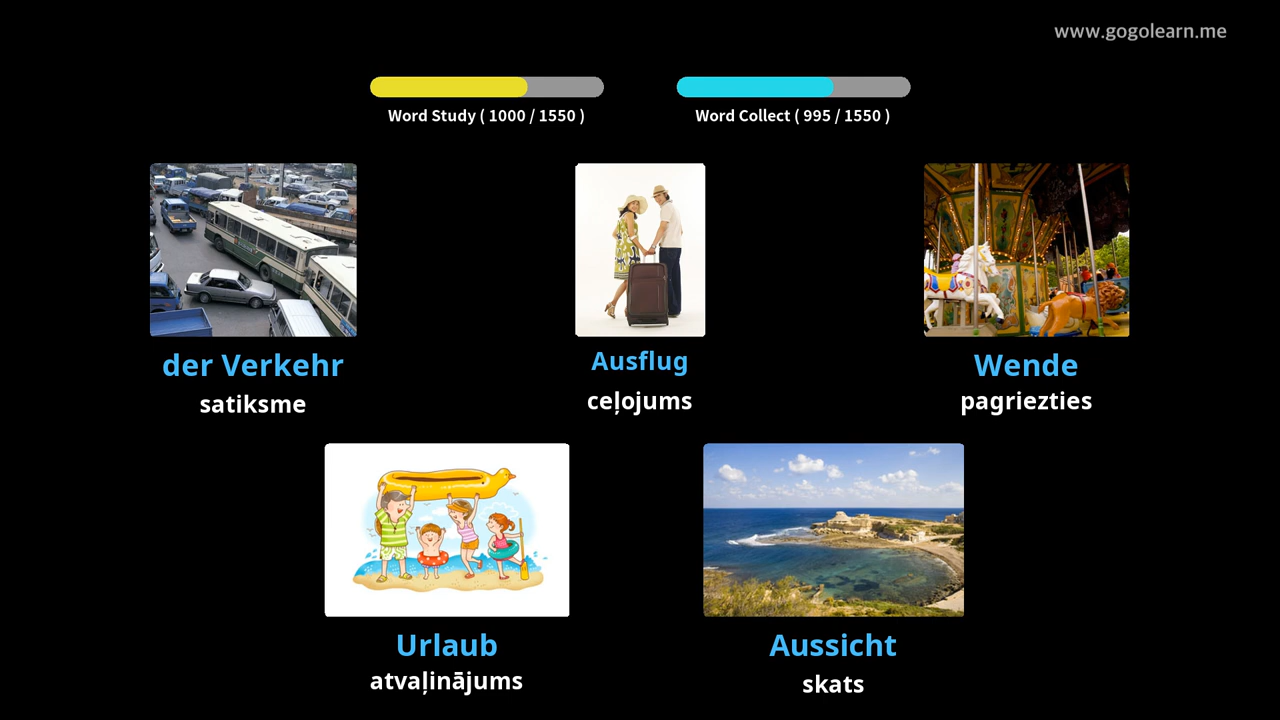 www.gogolearn.me
Word Study ( 1000 / 1550 )
Word Collect ( 995 / 1550 )
der Verkehr
satiksme
Ausflug
ceļojums
Wende
pagriezties
Urlaub
atvaļinājums
Aussicht
skats